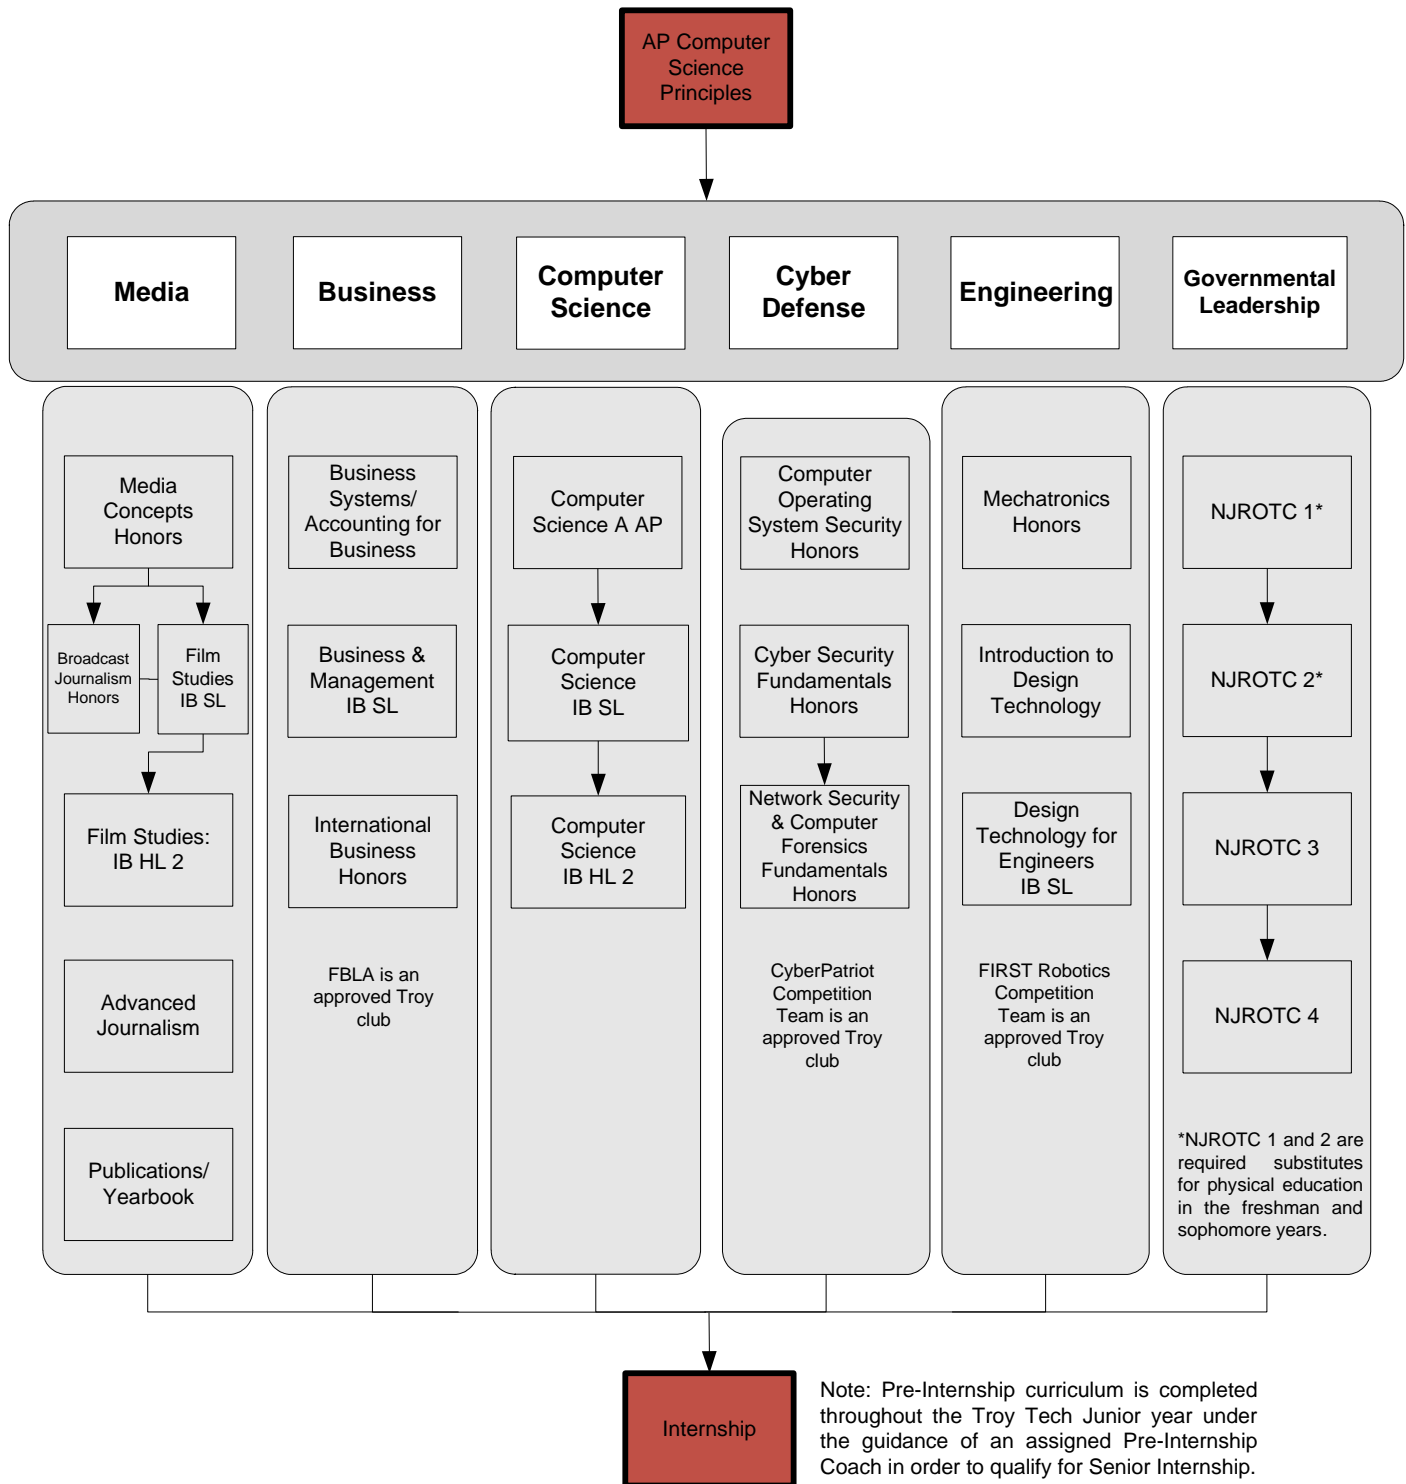 AP Computer
Science
Principles
Media
Business
Computer
Science
Cyber
Defense
Engineering
Governmental
Leadership
Media
Concepts
Honors
Broadcast
Journalism
Honors
Film
Studies
IB SL
Film Studies:
IB HL 2
Advanced
Journalism
Publications/
Yearbook
Business
Systems/
Accounting for
Business
Business &
Management
IB SL
International
Business
Honors
FBLA is an
approved Troy
club
Computer
Science A AP
Computer
Science
IB SL
Computer
Science
IB HL 2
Computer
Operating
System Security
Honors
Cyber Security
Fundamentals
Honors
Network Security
& Computer
Forensics
Fundamentals
Honors
CyberPatriot
Competition
Team is an
approved Troy
club
Mechatronics
Honors
Introduction to
Design
Technology
Design
Technology for
Engineers
IB SL
FIRST Robotics
Competition
Team is an
approved Troy
club
NJROTC 1*
NJROTC 2*
NJROTC 3
NJROTC 4
*NJROTC 1 and 2 are
required substitutes
for physical education
in the freshman and
sophomore years.
Internship
Note: Pre-Internship curriculum is completed
throughout the Troy Tech Junior year under
the guidance of an assigned Pre-Internship
Coach in order to qualify for Senior Internship.